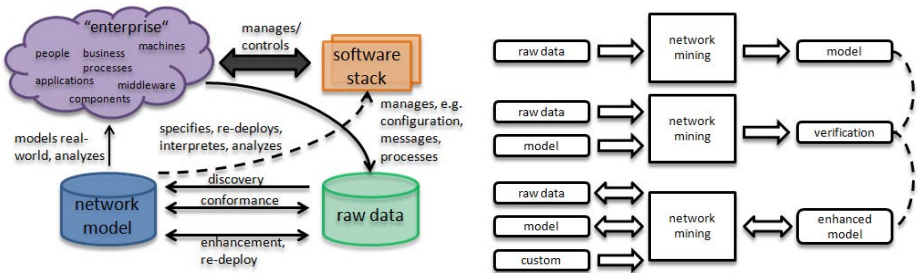 "enterprise"
people
business
processes
machines
applications
middleware
components
manages/
controls
software
stack
models real-
world, analyzes
specifies, re-deploys,
interpretes, analyzes
manages, e.g.
configuration,
messages,
processes
network
model
discovery
conformance
enhancement,
re-deploy
raw data
raw data
network
mining
model
raw data
model
network
mining
verification
raw data
model
custom
network
mining
enhanced
model